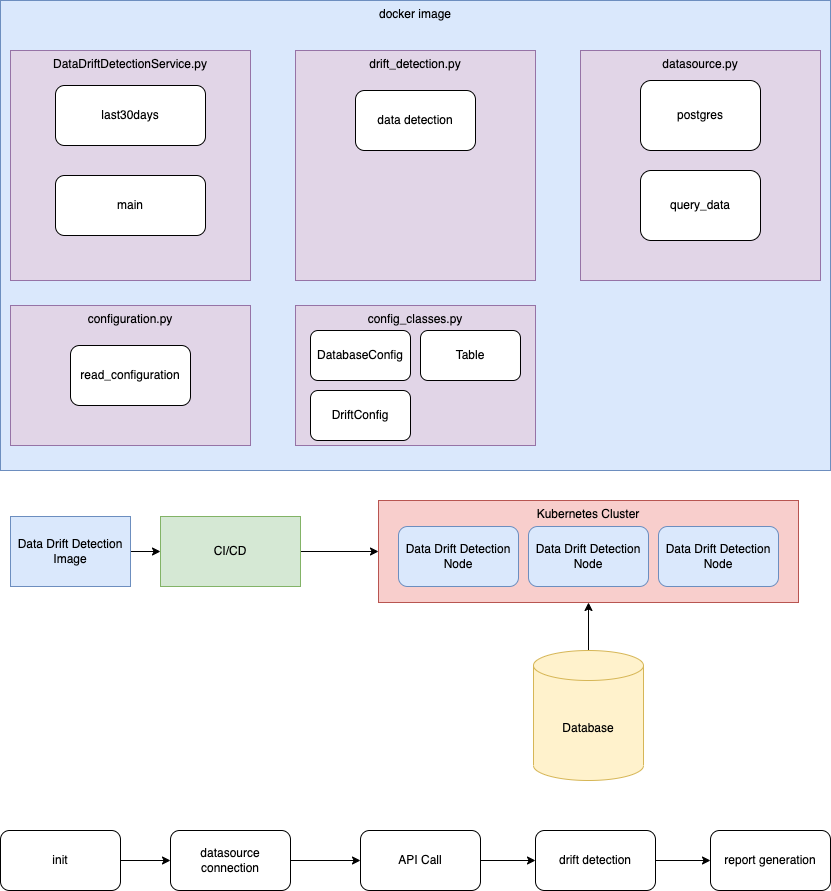 docker image
DataDriftDetectionService.py
last30days
main
drift_detection.py
data detection
datasource.py
postgres
query_data
configuration.py
read_configuration
config_classes.py
DatabaseConfig
Table
DriftConfig
Data Drift Detection
Image
CI/CD
Kubernetes Cluster
Data Drift Detection
Node
Data Drift Detection
Node
Data Drift Detection
Node
Database
init
datasource
connection
API Call
drift detection
report generation